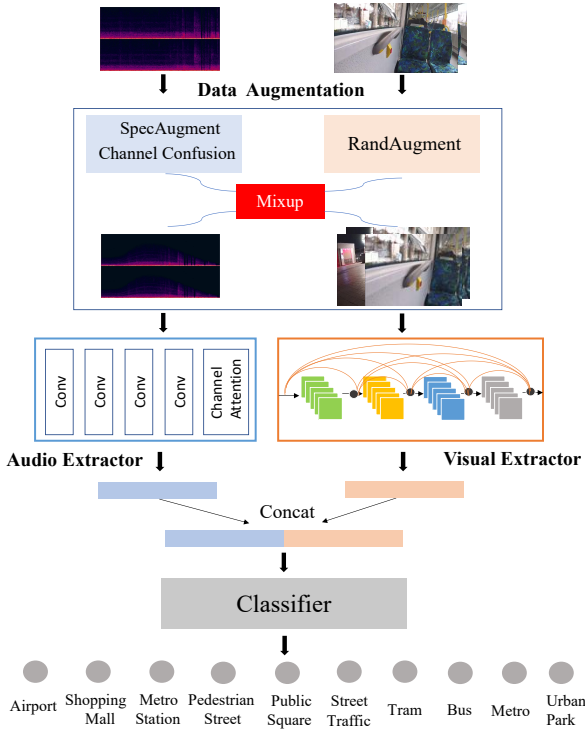 Data Augmentation
SpecAugment
Channel Confusion
RandAugment
Mixup
Conv
Conv
Conv
Conv
Channel
Attention
Audio Extractor
Visual Extractor
Concat
Classifier
Airport
Shopping
Mall
Metro
Station
Pedestrian
Street
Public
Square
Street
Traffic
Tram
Bus
Metro
Urban
Park